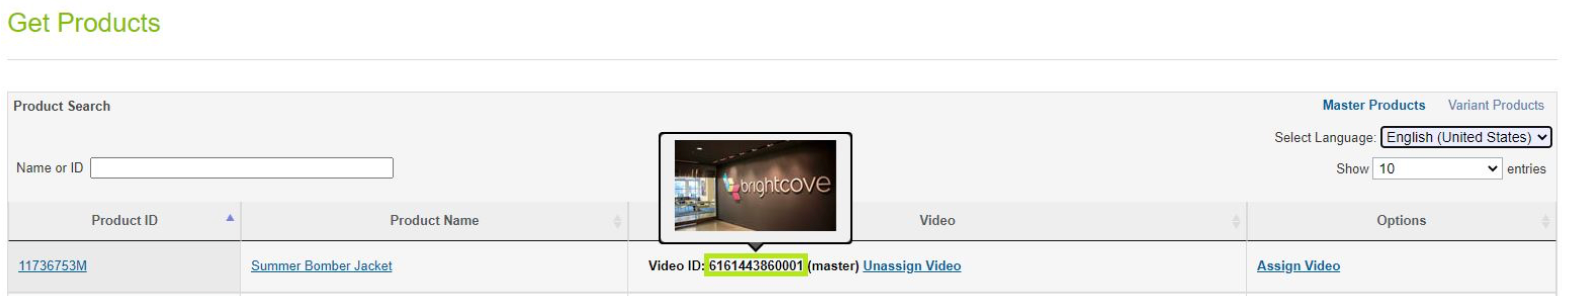 Get Products
Product Search
Master Products Variant Products
Select Language: English (United States)
Name or ID
Show 10 entries
brightcove
Product ID Product Name Video Options
11736753M Summer Bomber Jacket Video ID: 6161443860001 (master) Unassign Video Assign Video